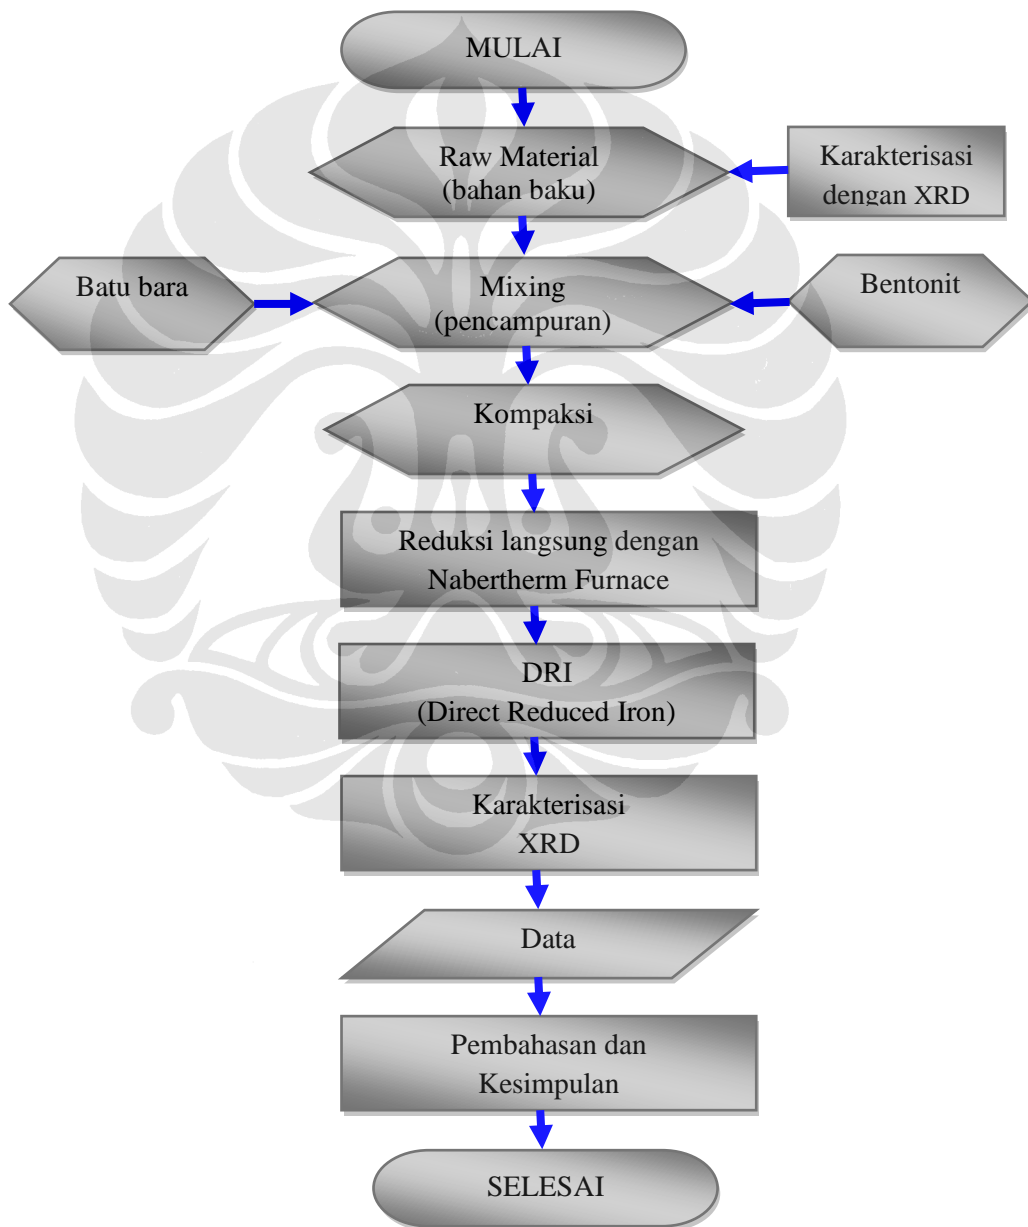 MULAI
Raw Material
(bahan baku)
Karakterisasi
dengan XRD
Batu bara
Mixing
(pencampuran)
Bentonit
Kompaksi
Reduksi langsung dengan
Nabertherm Furnace
DRI
(Direct Reduced Iron)
Karakterisasi
XRD
Data
Pembahasan dan
Kesimpulan
SELESAI